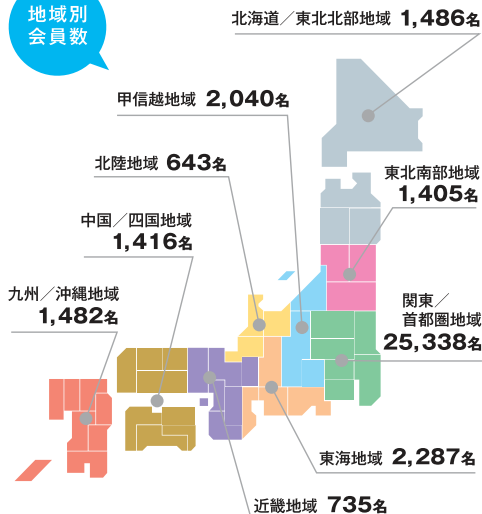 地域別
会員数
北海道／東北北部地域 1,486名
甲信越地域 2,040名
北陸地域 643名
東北南部地域
1,405名
中国／四国地域
1,416名
九州／沖縄地域
1,482名
関東／
首都圏地域
25,338名
東海地域 2,287名
近畿地域 735名